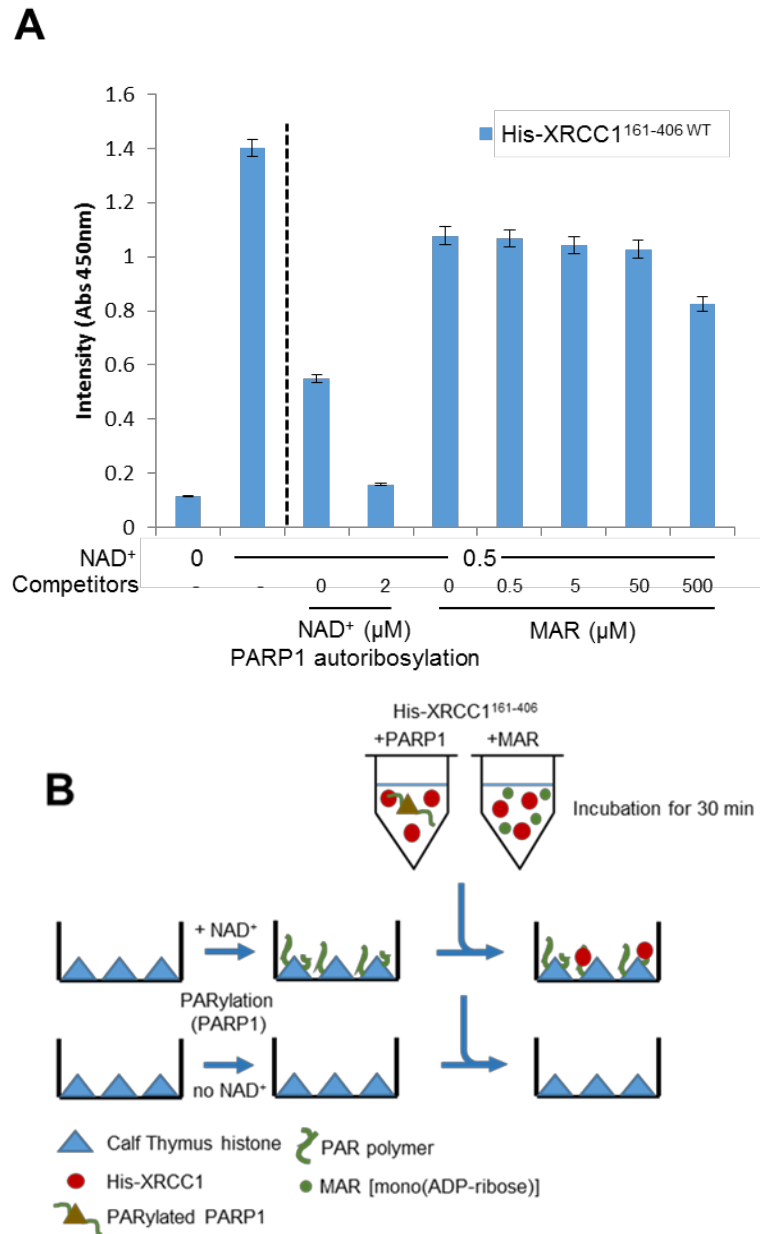 A
1.6
His-XRCC1161-406 WT
1.4
1.2
1
0.8
0.6
0.4
0.2
0
Intensity (Abs 450nm)
NAD+ 0 0.5
Competitors - - 0 2 0 0.5 5 50 500
NAD+ (µM) MAR (µM)
PARP1 autoribosylation
His-XRCC1161-406
+PARP1 +MAR
B
Incubation for 30 min
+ NAD+
PARylation
(PARP1)
no NAD+
Calf Thymus histone PAR polymer
His-XRCC1 MAR [mono(ADP-ribose)]
PARylated PARP1